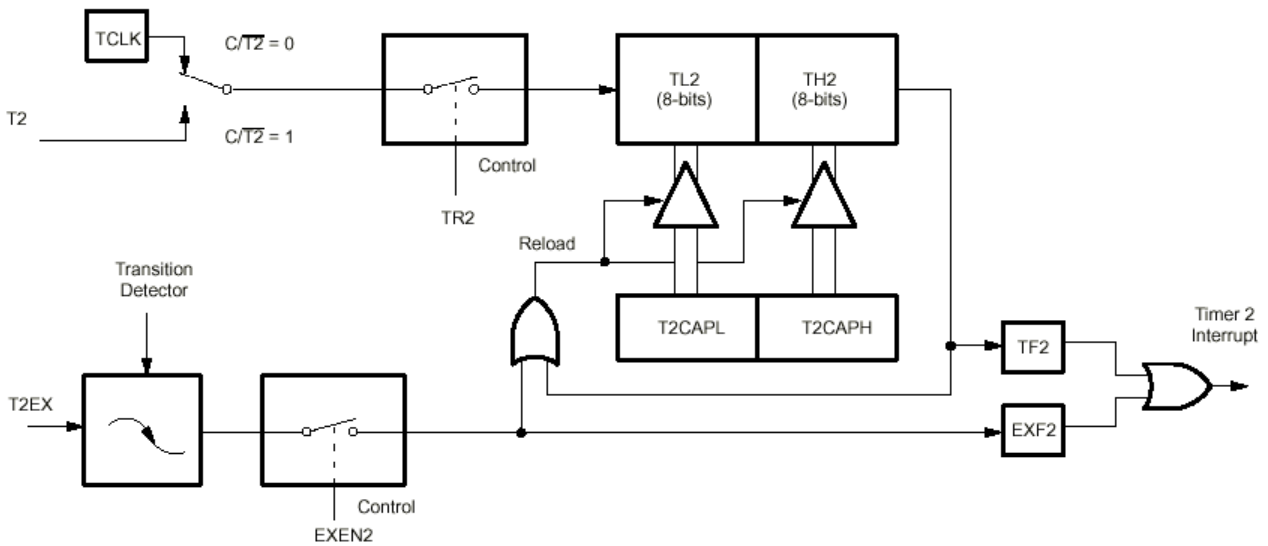 TCLK
C/T2 = 0
T2
C/T2 = 1
TL2
(8-bits)
TH2
(8-bits)
Control
TR2
Reload
Transition
Detector
T2CAPL
T2CAPH
Timer 2
Interrupt
TF2
T2EX
EXF2
Control
EXEN2